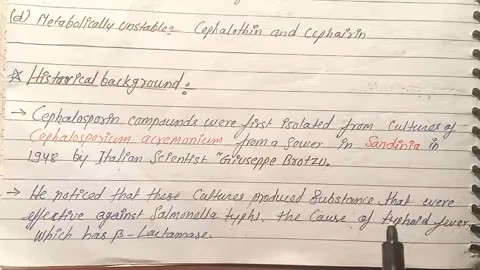 (d) Metabolically unstable:- Cephalothin and cephairin
* Historical background:-
→ Cephalosporin compounds were first isolated from cultures of
Cephalosporium acremonium from a sewer in Sandinia in
1948 by Italian Scientist "Giuseppe Brotzu.
→ He noticed that these cultures produced substance that were
effective against Salmonella typhi. the cause of typhoid fever
which has β-Lactamase.